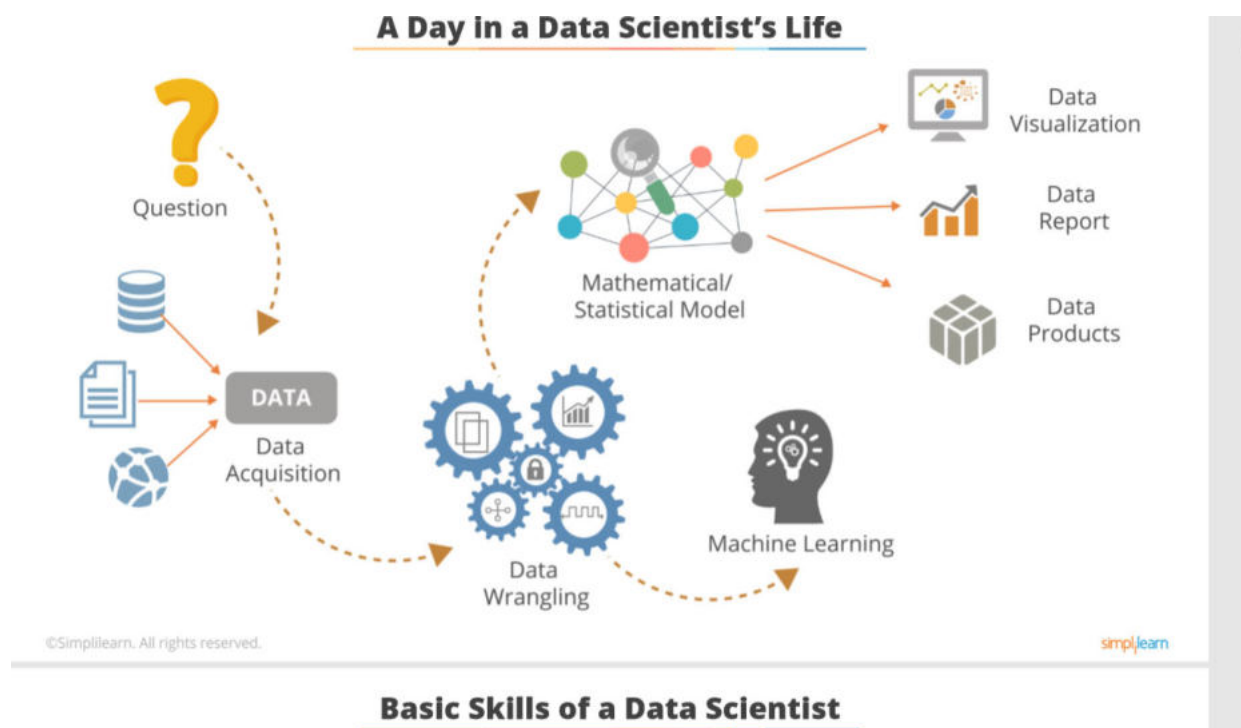 A Day in a Data Scientist's Life
Question
DATA
Data
Acquisition
Data
Wrangling
Mathematical/
Statistical Model
Machine Learning
Data
Visualization
Data
Report
Data
Products
©Simplilearn. All rights reserved.
simplilearn
Basic Skills of a Data Scientist